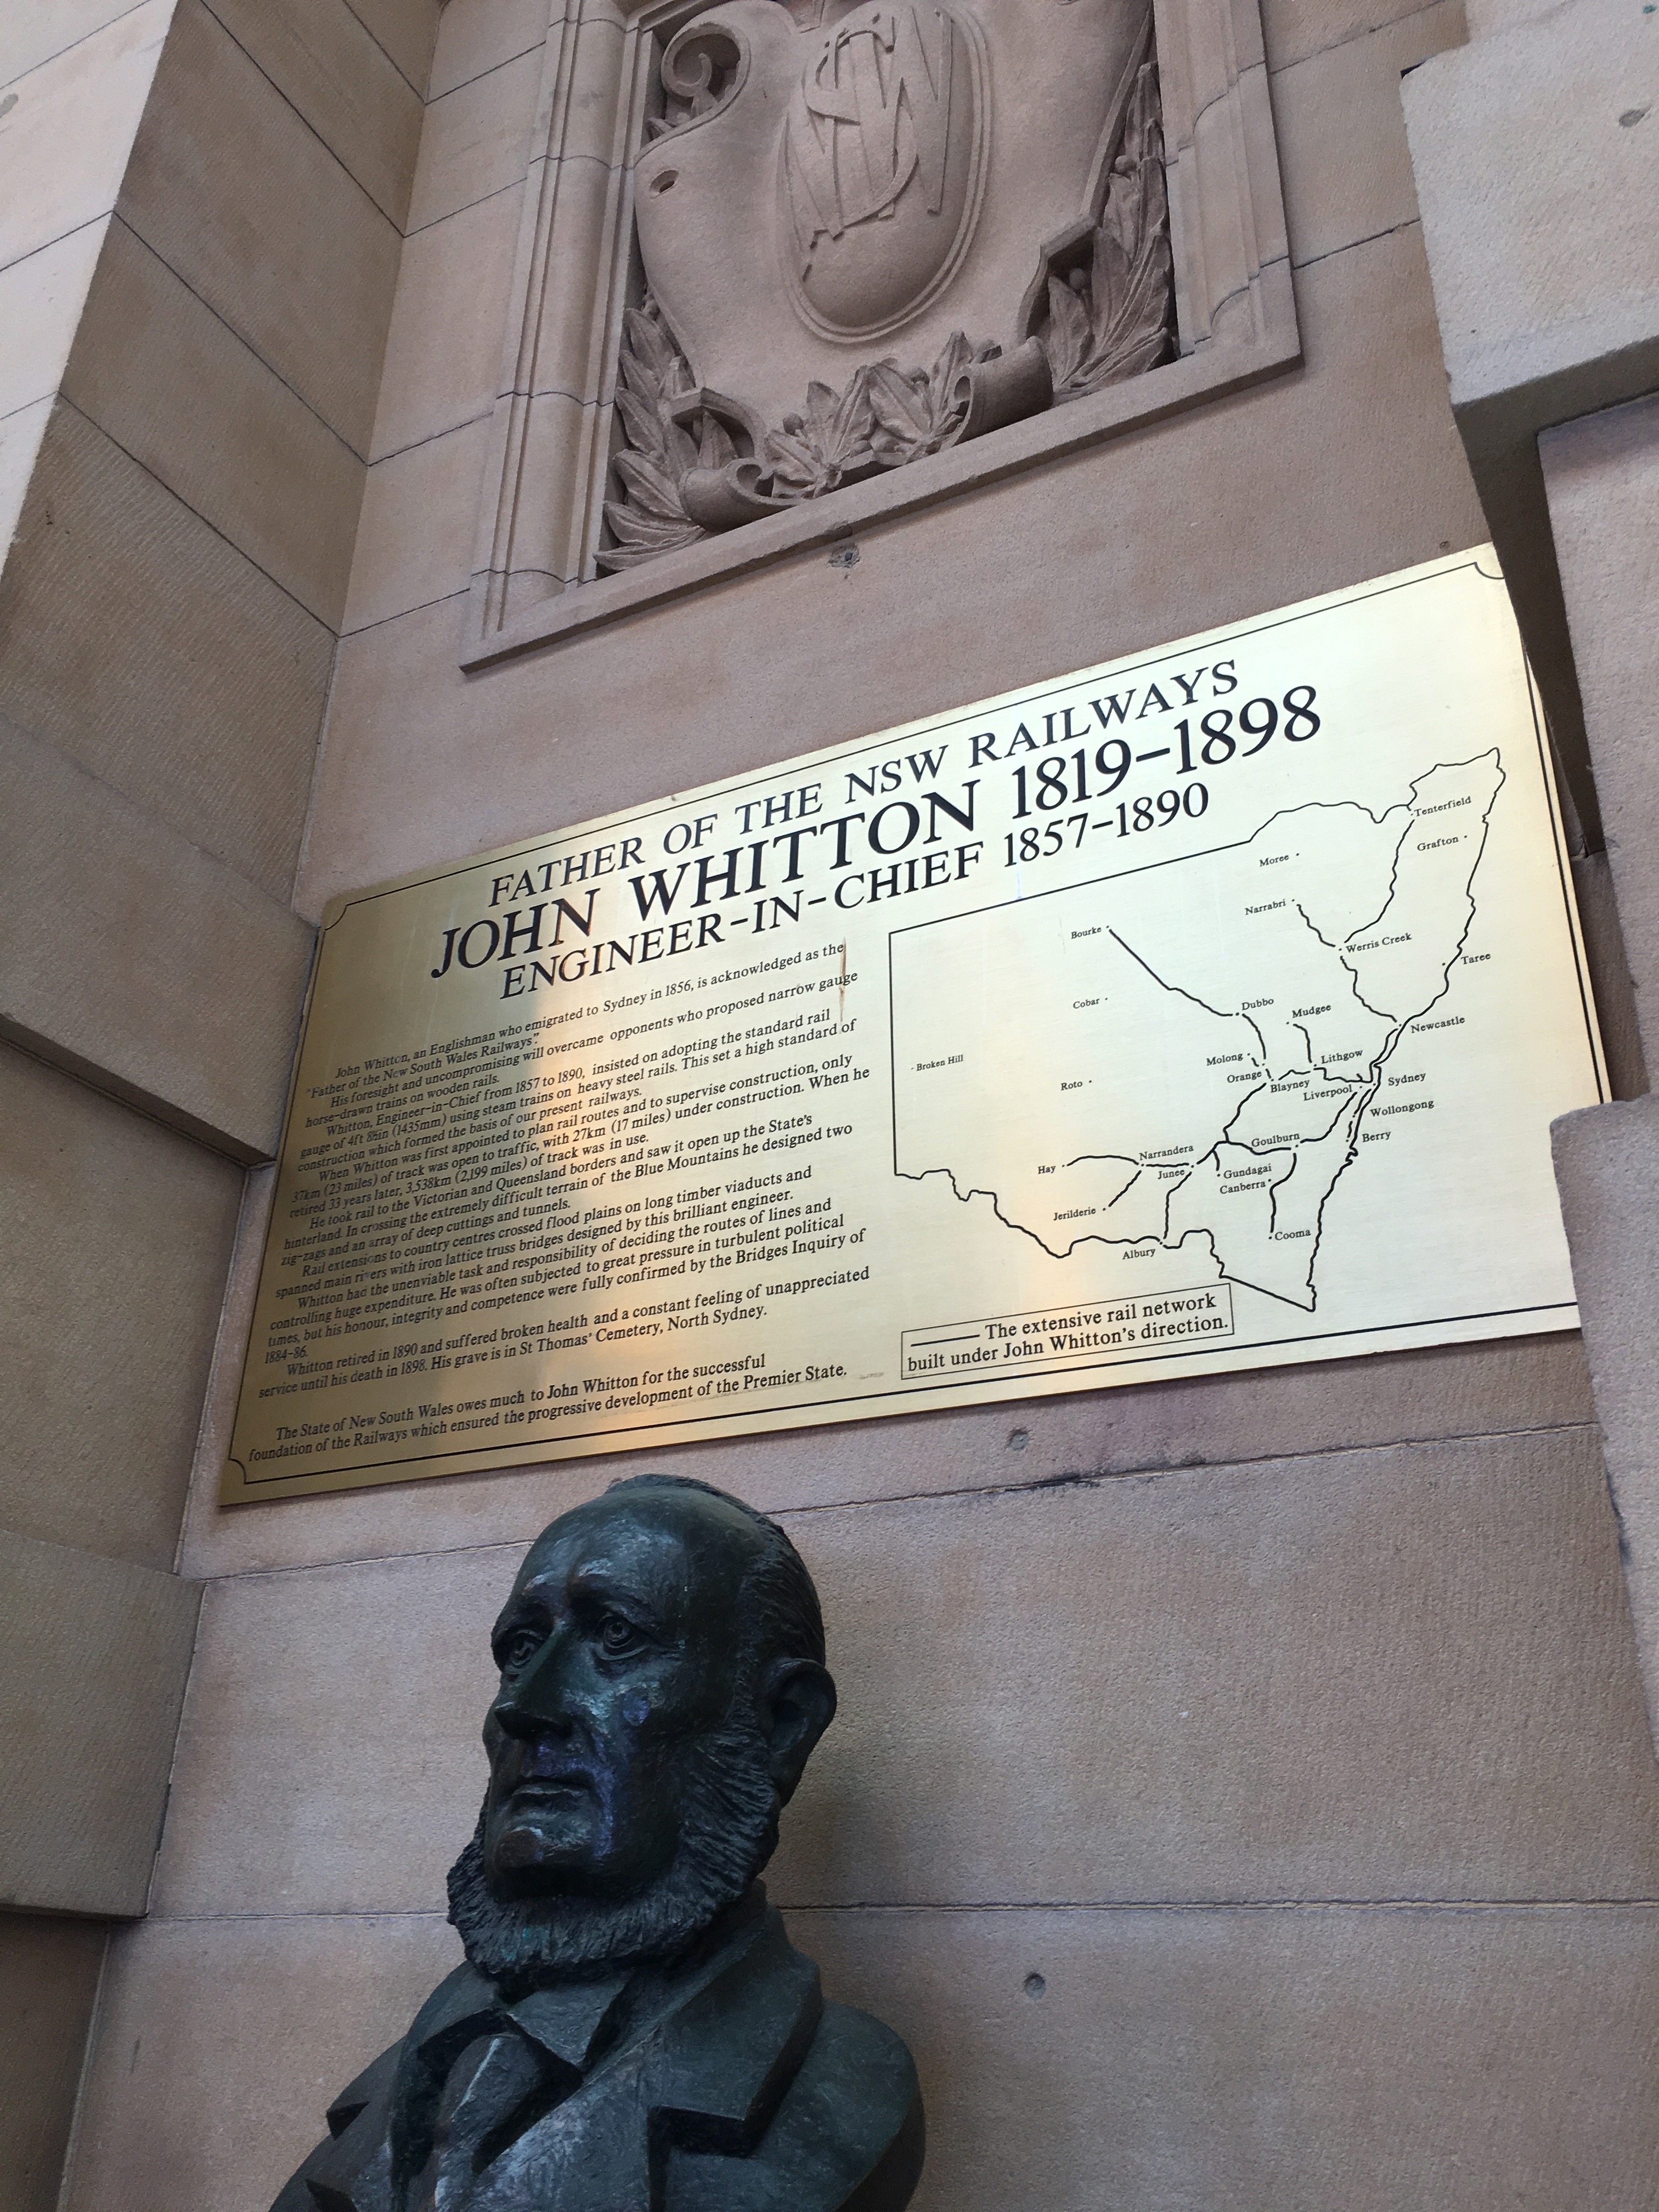 NSW
FATHER OF THE NSW RAILWAYS
JOHN WHITTON 1819-1898
ENGINEER-IN-CHIEF 1857-1890
John Whitton, an Englishman who emigrated to Sydney in 1856, is acknowledged as the
"Father of the New South Wales Railways".
His foresight and uncompromising will overcame opponents who proposed narrow gauge
horse-drawn trains on wooden rails.
Whitton, Engineer-in-Chief from 1857 to 1890, insisted on adopting the standard rail
gauge of 4ft 8½in (1435mm) using steam trains on heavy steel rails. This set a high standard of
construction which formed the basis of our present railways.
When Whitton was first appointed to plan rail routes and to supervise construction, only
37km (23 miles) of track was open to traffic, with 27km (17 miles) under construction. When he
retired 33 years later, 3,538km (2,199 miles) of track was in use.
He took rail to the Victorian and Queensland borders and saw it open up the State's
hinterland. In crossing the extremely difficult terrain of the Blue Mountains he designed two
zig-zags and an array of deep cuttings and tunnels.
Rail extensions to country centres crossed flood plains on long timber viaducts and
spanned main rivers with iron lattice truss bridges designed by this brilliant engineer.
Whitton had the unenviable task and responsibility of deciding the routes of lines and
controlling huge expenditure. He was often subjected to great pressure in turbulent political
times, but his honour, integrity and competence were fully confirmed by the Bridges Inquiry of
1884-86.
Whitton retired in 1890 and suffered broken health and a constant feeling of unappreciated
service until his death in 1898. His grave is in St Thomas' Cemetery, North Sydney.
The State of New South Wales owes much to John Whitton for the successful
foundation of the Railways which ensured the progressive development of the Premier State.
Tenterfield
Grafton
Moree
Narrabri
Werris Creek
Bourke
Taree
Cobar
Dubbo
Mudgee
Newcastle
Broken Hill
Molong
Lithgow
Orange
Blayney
Roto
Sydney
Liverpool
Wollongong
Goulburn
Berry
Hay
Narrandera
Junee
Gundagai
Canberra
Jerilderie
Cooma
Albury
The extensive rail network
built under John Whitton's direction.